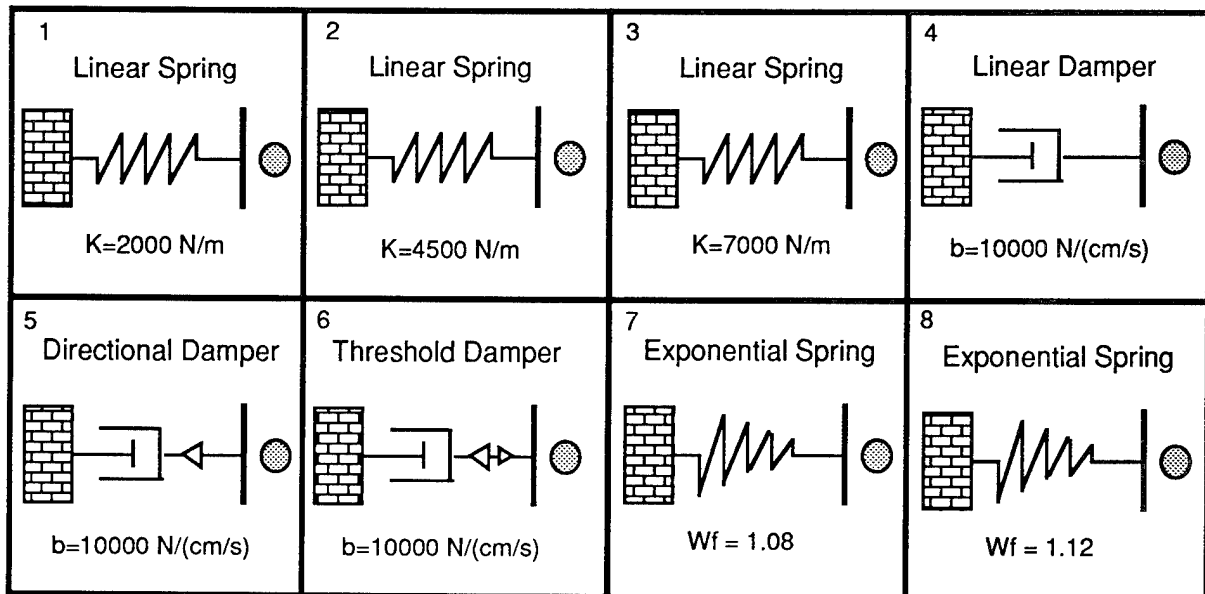 1
Linear Spring
K=2000 N/m
2
Linear Spring
K=4500 N/m
3
Linear Spring
K=7000 N/m
4
Linear Damper
b=10000 N/(cm/s)
5
Directional Damper
b=10000 N/(cm/s)
6
Threshold Damper
b=10000 N/(cm/s)
7
Exponential Spring
Wf = 1.08
8
Exponential Spring
Wf = 1.12